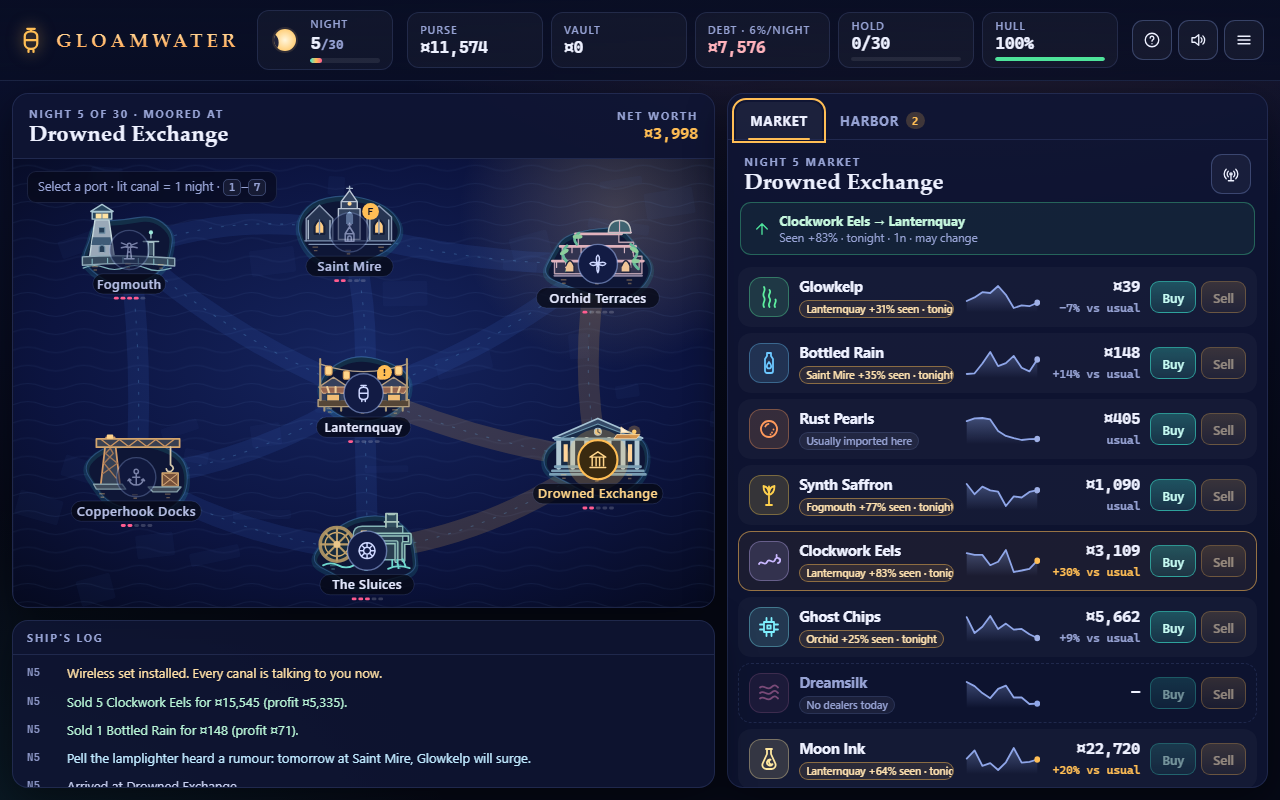 GLOAMWATER
NIGHT
5/30
PURSE
¤11,574
VAULT
¤0
DEBT · 6%/NIGHT
¤7,576
HOLD
0/30
HULL
100%
NIGHT 5 OF 30 · MOORED AT
Drowned Exchange
NET WORTH
¤3,998
Select a port · lit canal = 1 night · 1–7
Fogmouth
F
Saint Mire
Orchid Terraces
!
Lanternquay
Drowned Exchange
Copperhook Docks
The Sluices
SHIP'S LOG
N5 Wireless set installed. Every canal is talking to you now.
N5 Sold 5 Clockwork Eels for ¤15,545 (profit ¤5,335).
N5 Sold 1 Bottled Rain for ¤148 (profit ¤71).
N5 Pell the lamplighter heard a rumour: tomorrow at Saint Mire, Glowkelp will surge.
N5 Arrived at Drowned Exchange
MARKET
HARBOR 2
NIGHT 5 MARKET
Drowned Exchange
Clockwork Eels → Lanternquay
Seen +83% · tonight · 1n · may change
Glowkelp
Lanternquay +31% seen · tonig
¤39
−7% vs usual
Buy
Sell
Bottled Rain
Saint Mire +35% seen · tonight
¤148
+14% vs usual
Buy
Sell
Rust Pearls
Usually imported here
¤405
usual
Buy
Sell
Synth Saffron
Fogmouth +77% seen · tonight
¤1,090
usual
Buy
Sell
Clockwork Eels
Lanternquay +83% seen · tonig
¤3,109
+30% vs usual
Buy
Sell
Ghost Chips
Orchid +25% seen · tonight
¤5,662
+9% vs usual
Buy
Sell
Dreamsilk
No dealers today
—
Buy
Sell
Moon Ink
Lanternquay +64% seen · tonig
¤22,720
+20% vs usual
Buy
Sell